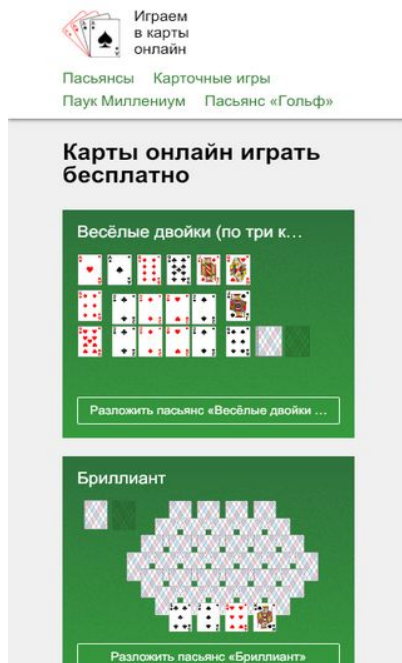 Играем
в карты
онлайн
Пасьянсы Карточные игры
Паук Миллениум Пасьянс «Гольф»
Карты онлайн играть
бесплатно
Весёлые двойки (по три к...
Разложить пасьянс «Весёлые двойки ...
Бриллиант
Разложить пасьянс «Бриллиант»